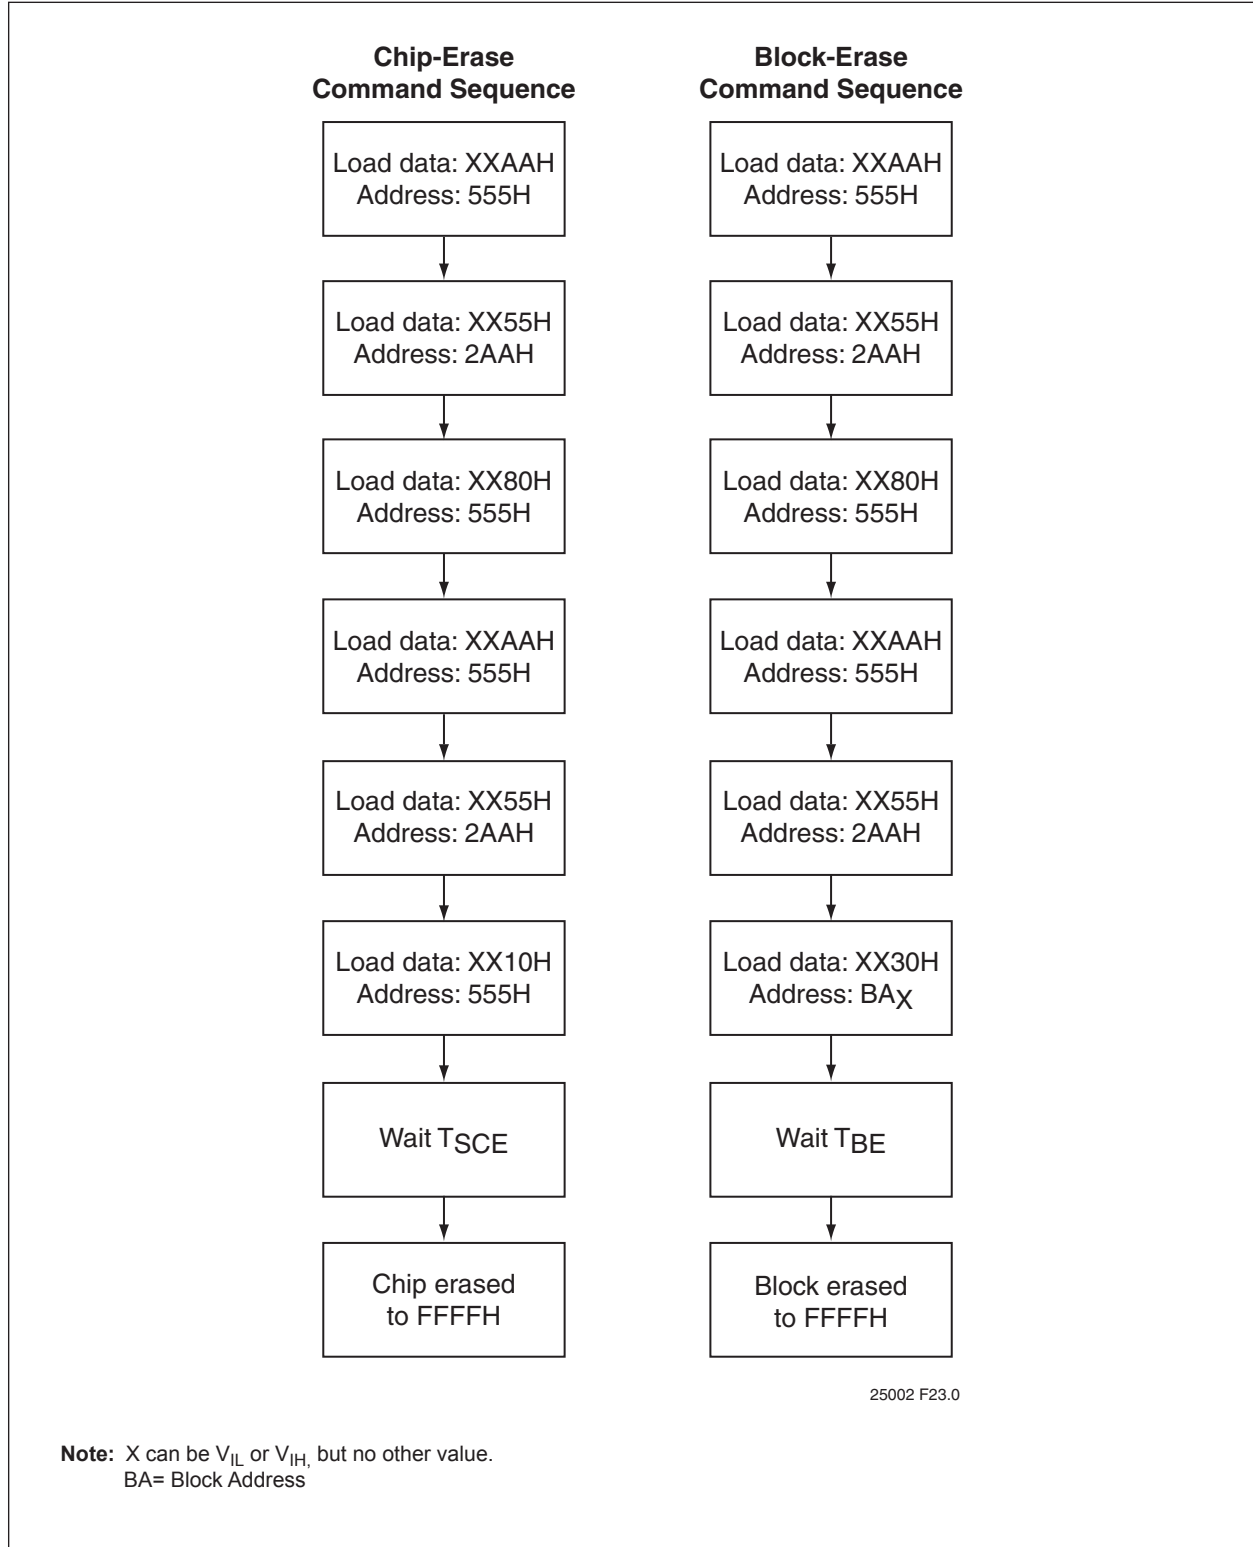 Chip-Erase
Command Sequence
Load data: XXAAH
Address: 555H
Load data: XX55H
Address: 2AAH
Load data: XX80H
Address: 555H
Load data: XXAAH
Address: 555H
Load data: XX55H
Address: 2AAH
Load data: XX10H
Address: 555H
Wait TSCE
Chip erased
to FFFFH
Block-Erase
Command Sequence
Load data: XXAAH
Address: 555H
Load data: XX55H
Address: 2AAH
Load data: XX80H
Address: 555H
Load data: XXAAH
Address: 555H
Load data: XX55H
Address: 2AAH
Load data: XX30H
Address: BAX
Wait TBE
Block erased
to FFFFH
25002 F23.0
Note: X can be VIL or VIH, but no other value.
BA= Block Address